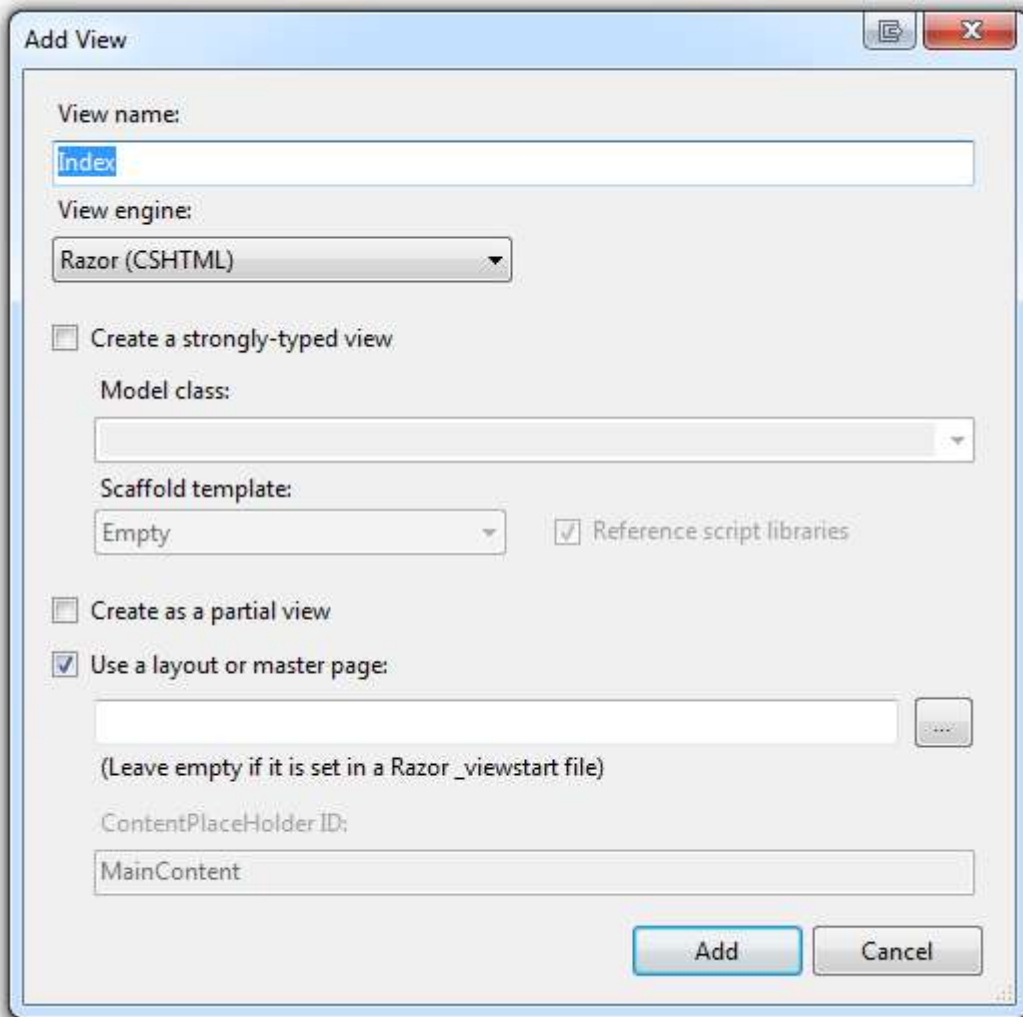 Add View
View name:
Index
View engine:
Razor (CSHTML)
Create a strongly-typed view
Model class:
Scaffold template:
Empty
Reference script libraries
Create as a partial view
Use a layout or master page:
...
(Leave empty if it is set in a Razor _viewstart file)
ContentPlaceHolder ID:
MainContent
Add
Cancel